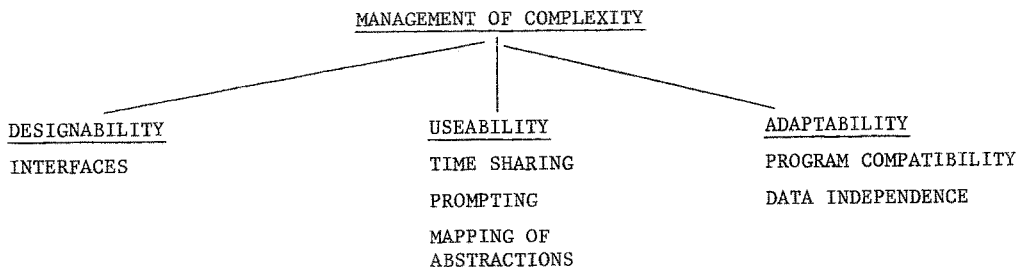 MANAGEMENT OF COMPLEXITY
DESIGNABILITY
INTERFACES
USEABILITY
TIME SHARING
PROMPTING
MAPPING OF
ABSTRACTIONS
ADAPTABILITY
PROGRAM COMPATIBILITY
DATA INDEPENDENCE